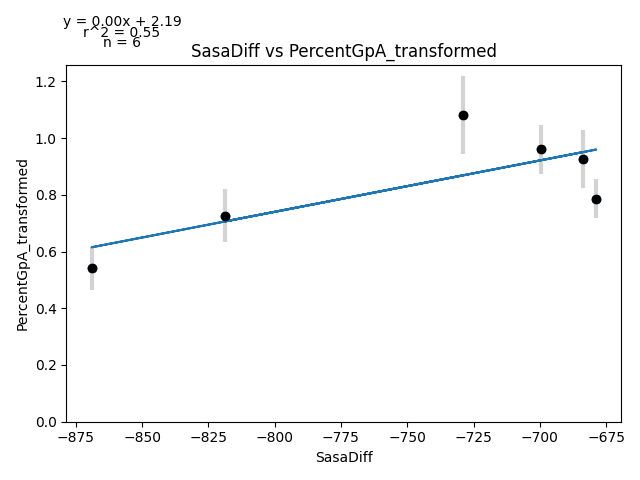 y = 0.00x + 2.19
r^2 = 0.55
n = 6
SasaDiff vs PercentGpA_transformed
PercentGpA_transformed
1.2
1.0
0.8
0.6
0.4
0.2
0.0
−875
−850
−825
−800
−775
−750
−725
−700
−675
SasaDiff